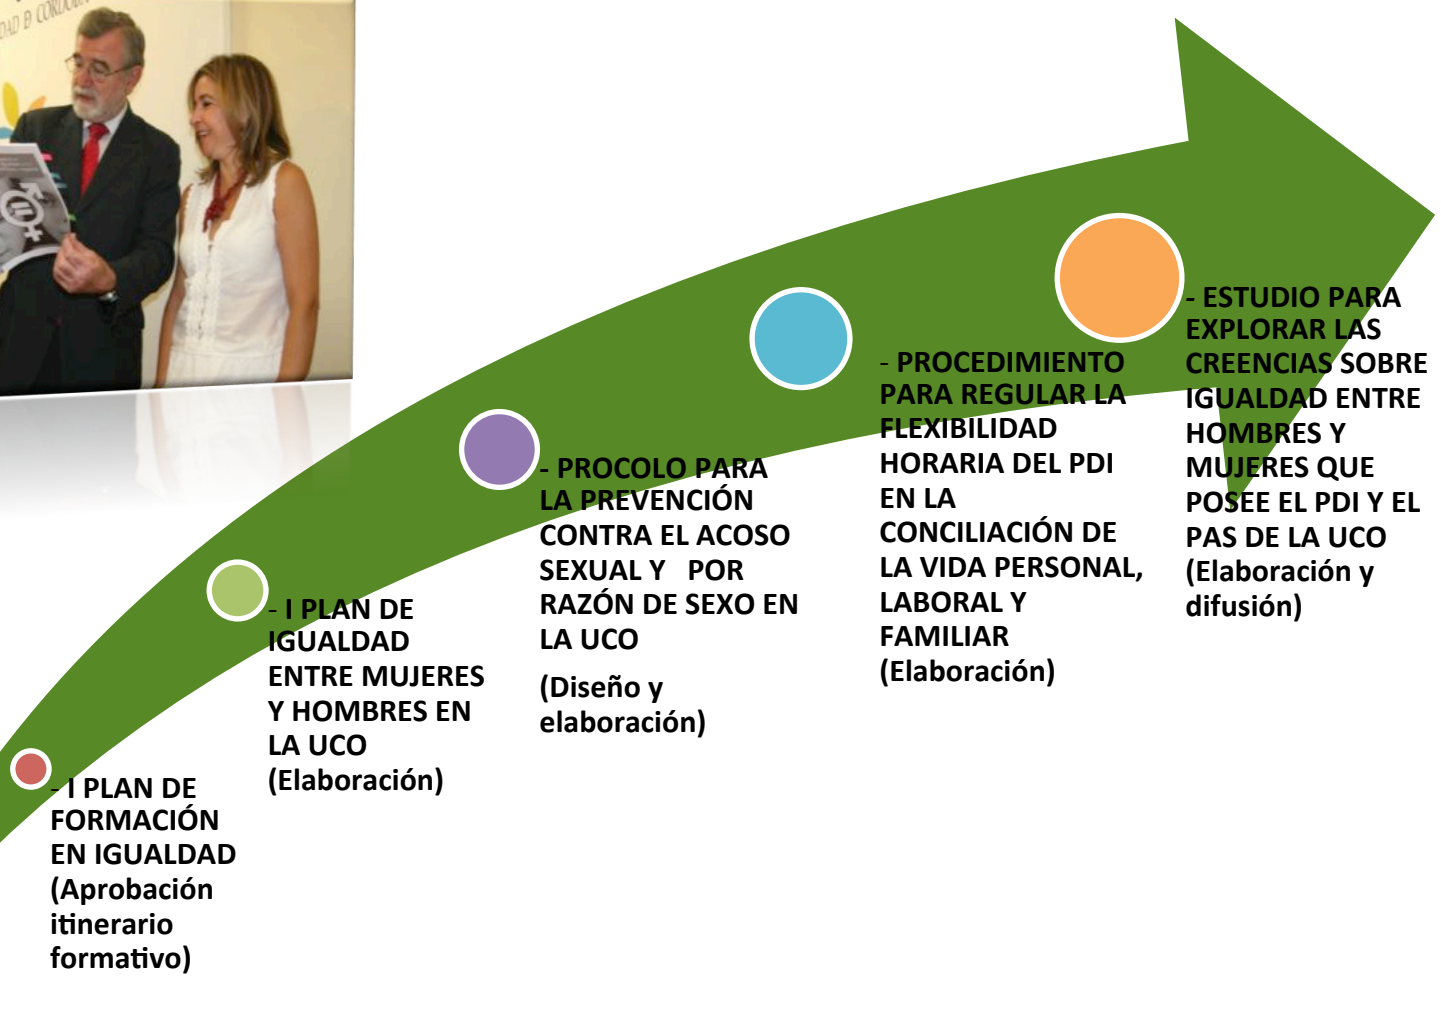 DAD Ð CÓRDOBA
- I PLAN DE
FORMACIÓN
EN IGUALDAD
(Aprobación
itinerario
formativo)
- I PLAN DE
IGUALDAD
ENTRE MUJERES
Y HOMBRES EN
LA UCO
(Elaboración)
- PROCOLO PARA
LA PREVENCIÓN
CONTRA EL ACOSO
SEXUAL Y   POR
RAZÓN DE SEXO EN
LA UCO
(Diseño y
elaboración)
- PROCEDIMIENTO
PARA REGULAR LA
FLEXIBILIDAD
HORARIA DEL PDI
EN LA
CONCILIACIÓN DE
LA VIDA PERSONAL,
LABORAL Y
FAMILIAR
(Elaboración)
- ESTUDIO PARA
EXPLORAR LAS
CREENCIAS SOBRE
IGUALDAD ENTRE
HOMBRES Y
MUJERES QUE
POSEE EL PDI Y EL
PAS DE LA UCO
(Elaboración y
difusión)